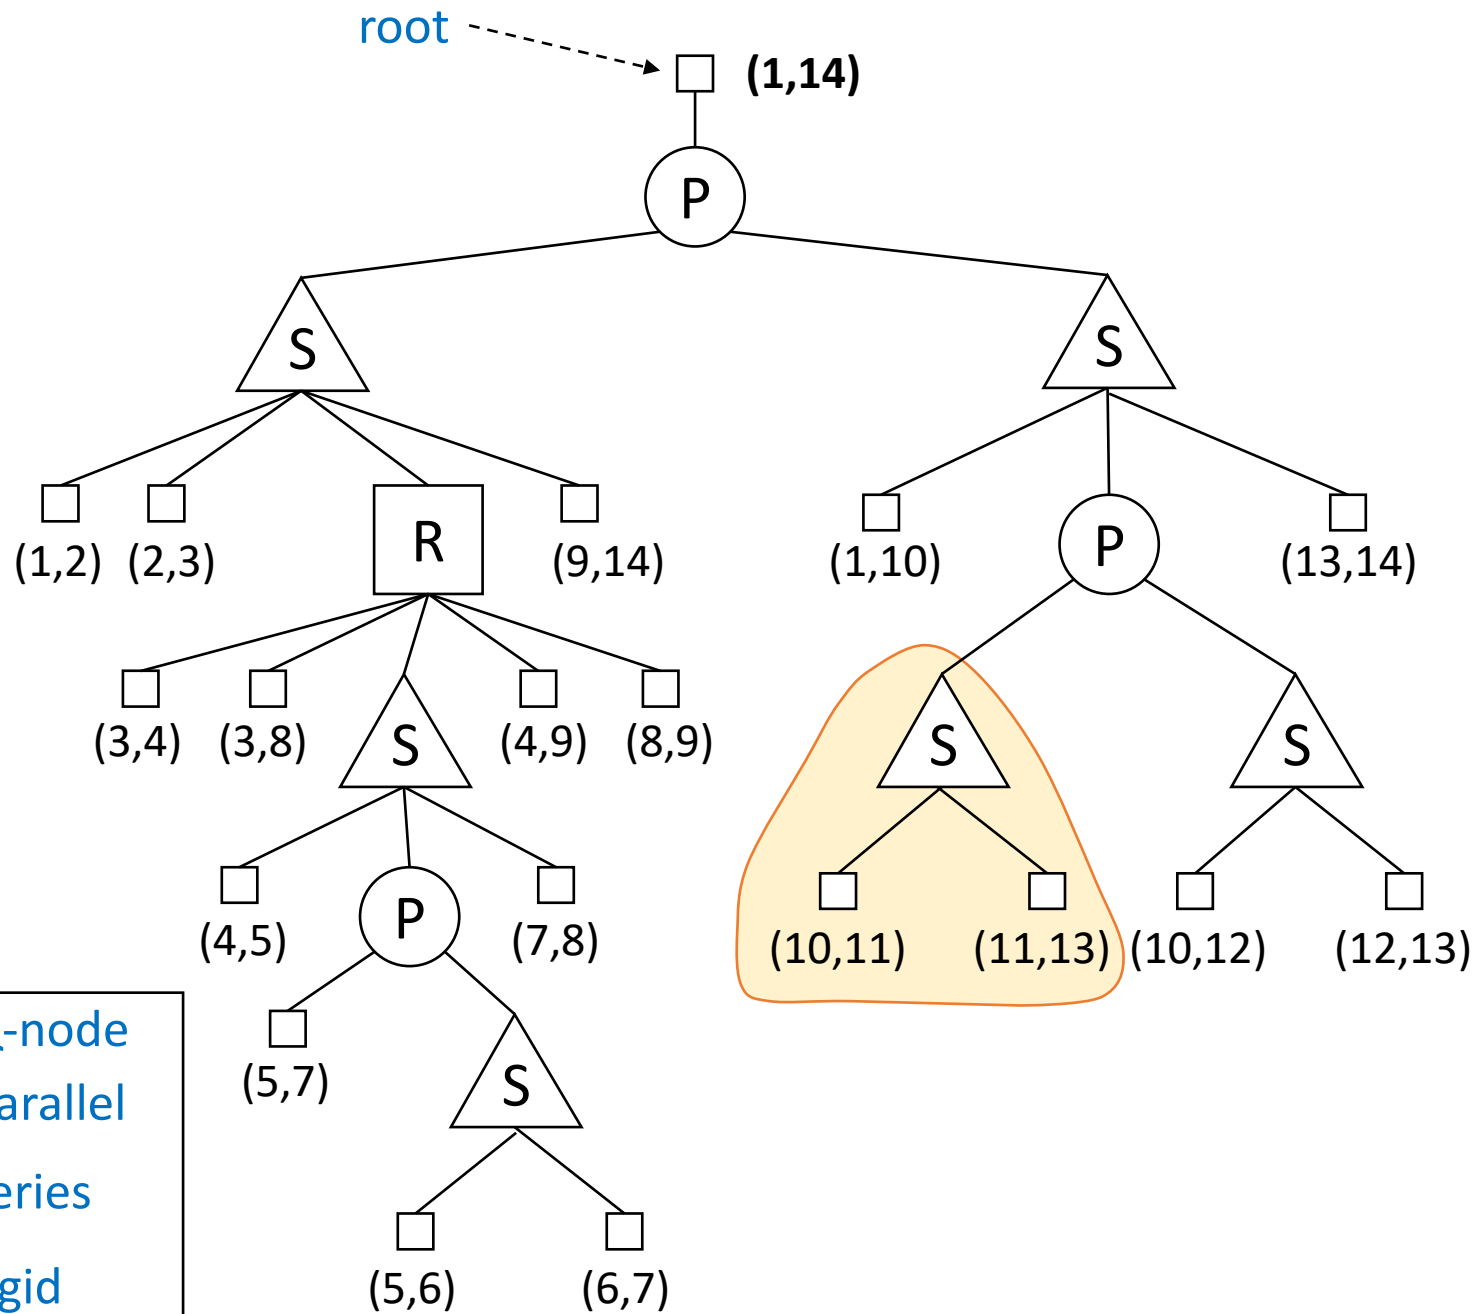 root
(1,14)
P
S
S
(1,2) (2,3)
R
(9,14)
(1,10)
P
(13,14)
(3,4) (3,8)
S
(4,9) (8,9)
S
S
(4,5)
P
(7,8)
(10,11) (11,13) (10,12) (12,13)
-node
(5,7)
S
arallel
eries
(5,6) (6,7)
gid